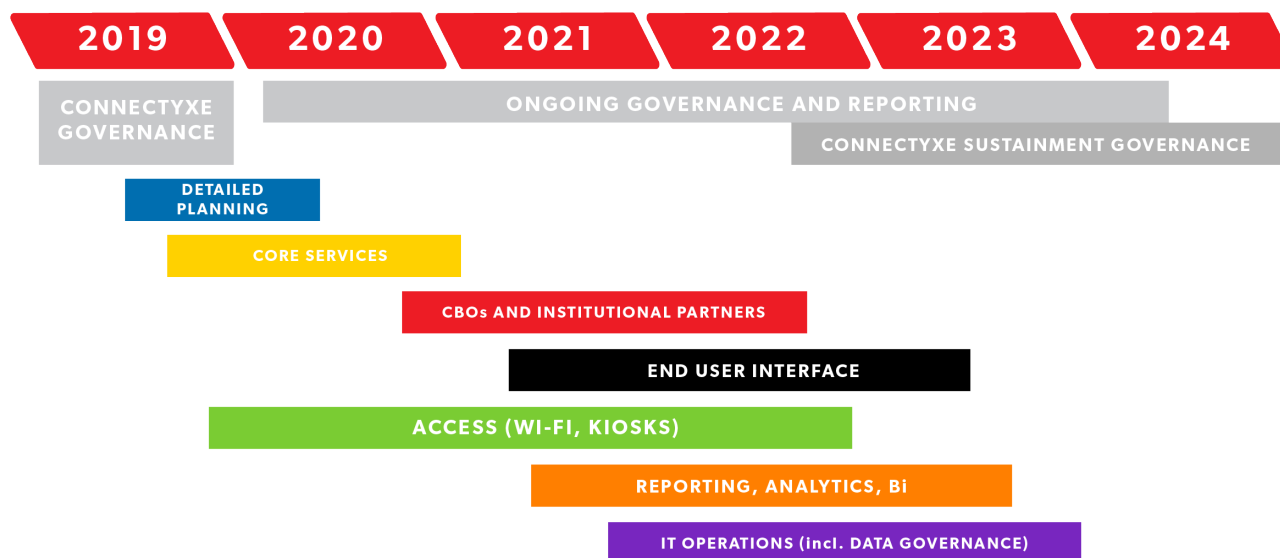 2019 2020 2021 2022 2023 2024
CONNECTYXE
GOVERNANCE
ONGOING GOVERNANCE AND REPORTING
CONNECTYXE SUSTAINMENT GOVERNANCE
DETAILED
PLANNING
CORE SERVICES
CBOs AND INSTITUTIONAL PARTNERS
END USER INTERFACE
ACCESS (WI-FI, KIOSKS)
REPORTING, ANALYTICS, Bi
IT OPERATIONS (incl. DATA GOVERNANCE)